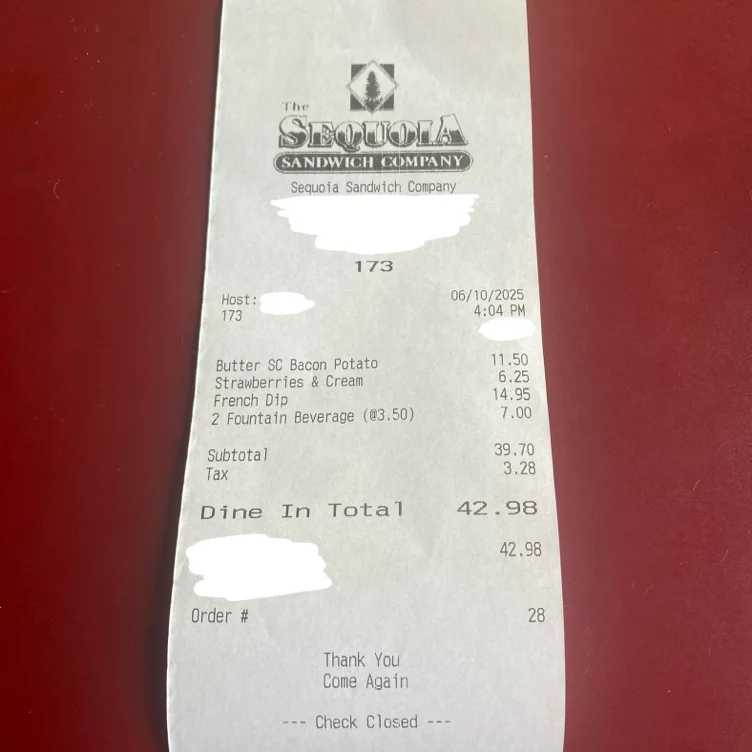 The
SEQUOIA
SANDWICH COMPANY
Sequoia Sandwich Company
173
Host: 06/10/2025
173 4:04 PM
Butter SC Bacon Potato 11.50
Strawberries & Cream 6.25
French Dip 14.95
2 Fountain Beverage (@3.50) 7.00
Subtotal 39.70
Tax 3.28
Dine In Total 42.98
42.98
Order # 28
Thank You
Come Again
--- Check Closed ---